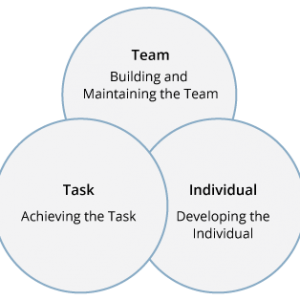 Team
Building and
Maintaining the Team
Task
Achieving the Task
Individual
Developing the
Individual